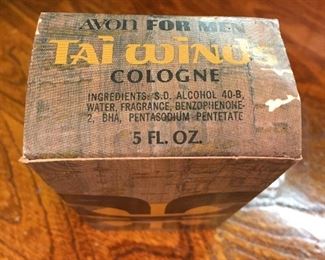 AVON FOR MEN
TAI WINDS
COLOGNE
INGREDIENTS: S.D. ALCOHOL 40-B,
WATER, FRAGRANCE, BENZOPHENONE-
2, BHA, PENTASODIUM PENTETATE
5 FL. OZ.